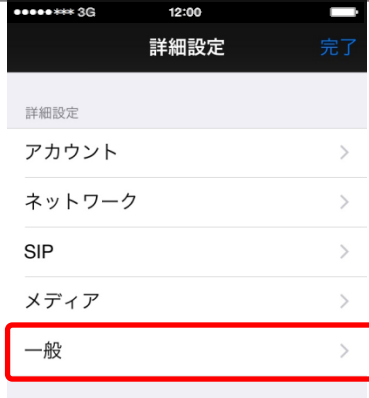 ●●●●●*** 3G 12:00
詳細設定 完了
詳細設定
アカウント
ネットワーク
SIP
メディア
一般